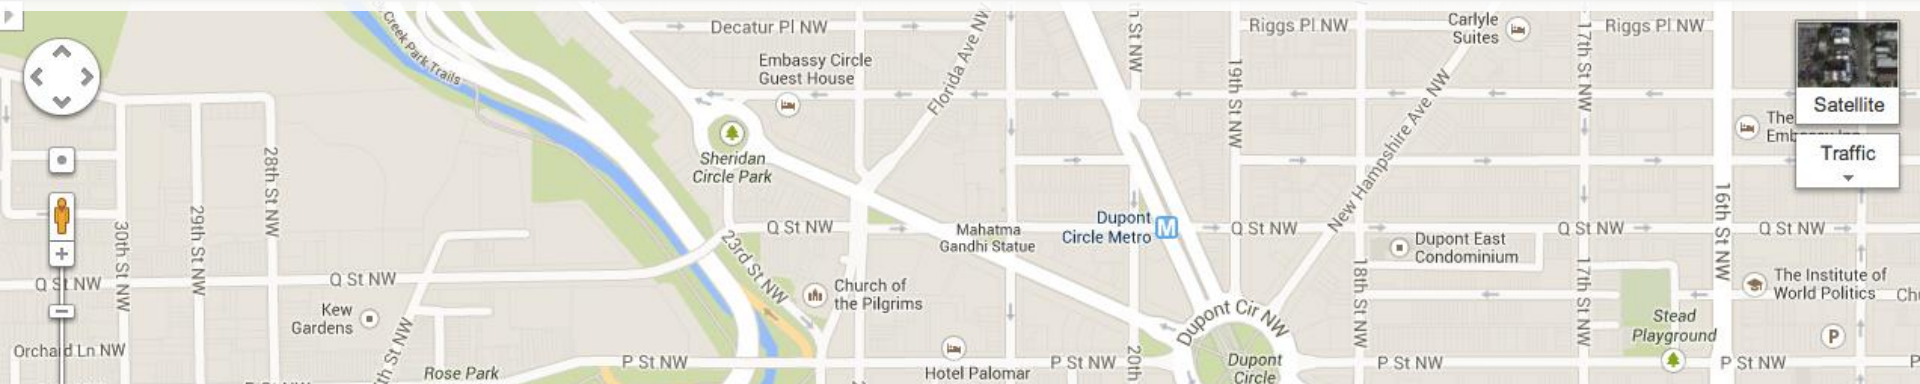 Creek Park Trails
Decatur Pl NW
Embassy Circle
Guest House
Florida Ave NW
St NW
19th St NW
Riggs Pl NW
Carlyle
Suites
17th St NW
Riggs Pl NW
Satellite
The
Traffic
Sheridan
Circle Park
New Hampshire Ave NW
28th St NW
29th St NW
30th St NW
16th St NW
Q St NW
Mahatma
Gandhi Statue
Dupont
Circle Metro
M
Q St NW
Q St NW
Q St NW
23rd St NW
Dupont East
Condominium
Q St NW
Q St NW
Church of
the Pilgrims
18th St NW
17th St NW
The Institute of
World Politics
Kew
Gardens
Dupont Cir NW
Stead
Playground
P
Orchard Ln NW
St NW
P St NW
Rose Park
Hotel Palomar
P St NW
20th
Dupont
Circle
P St NW
P St NW